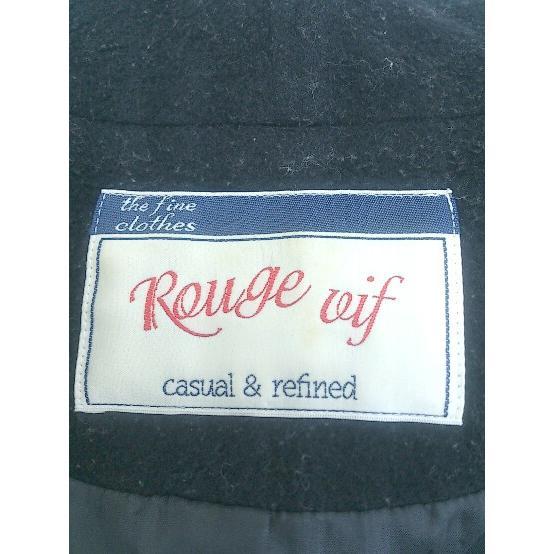 the fine
clothes
Rouge vif
casual & refined